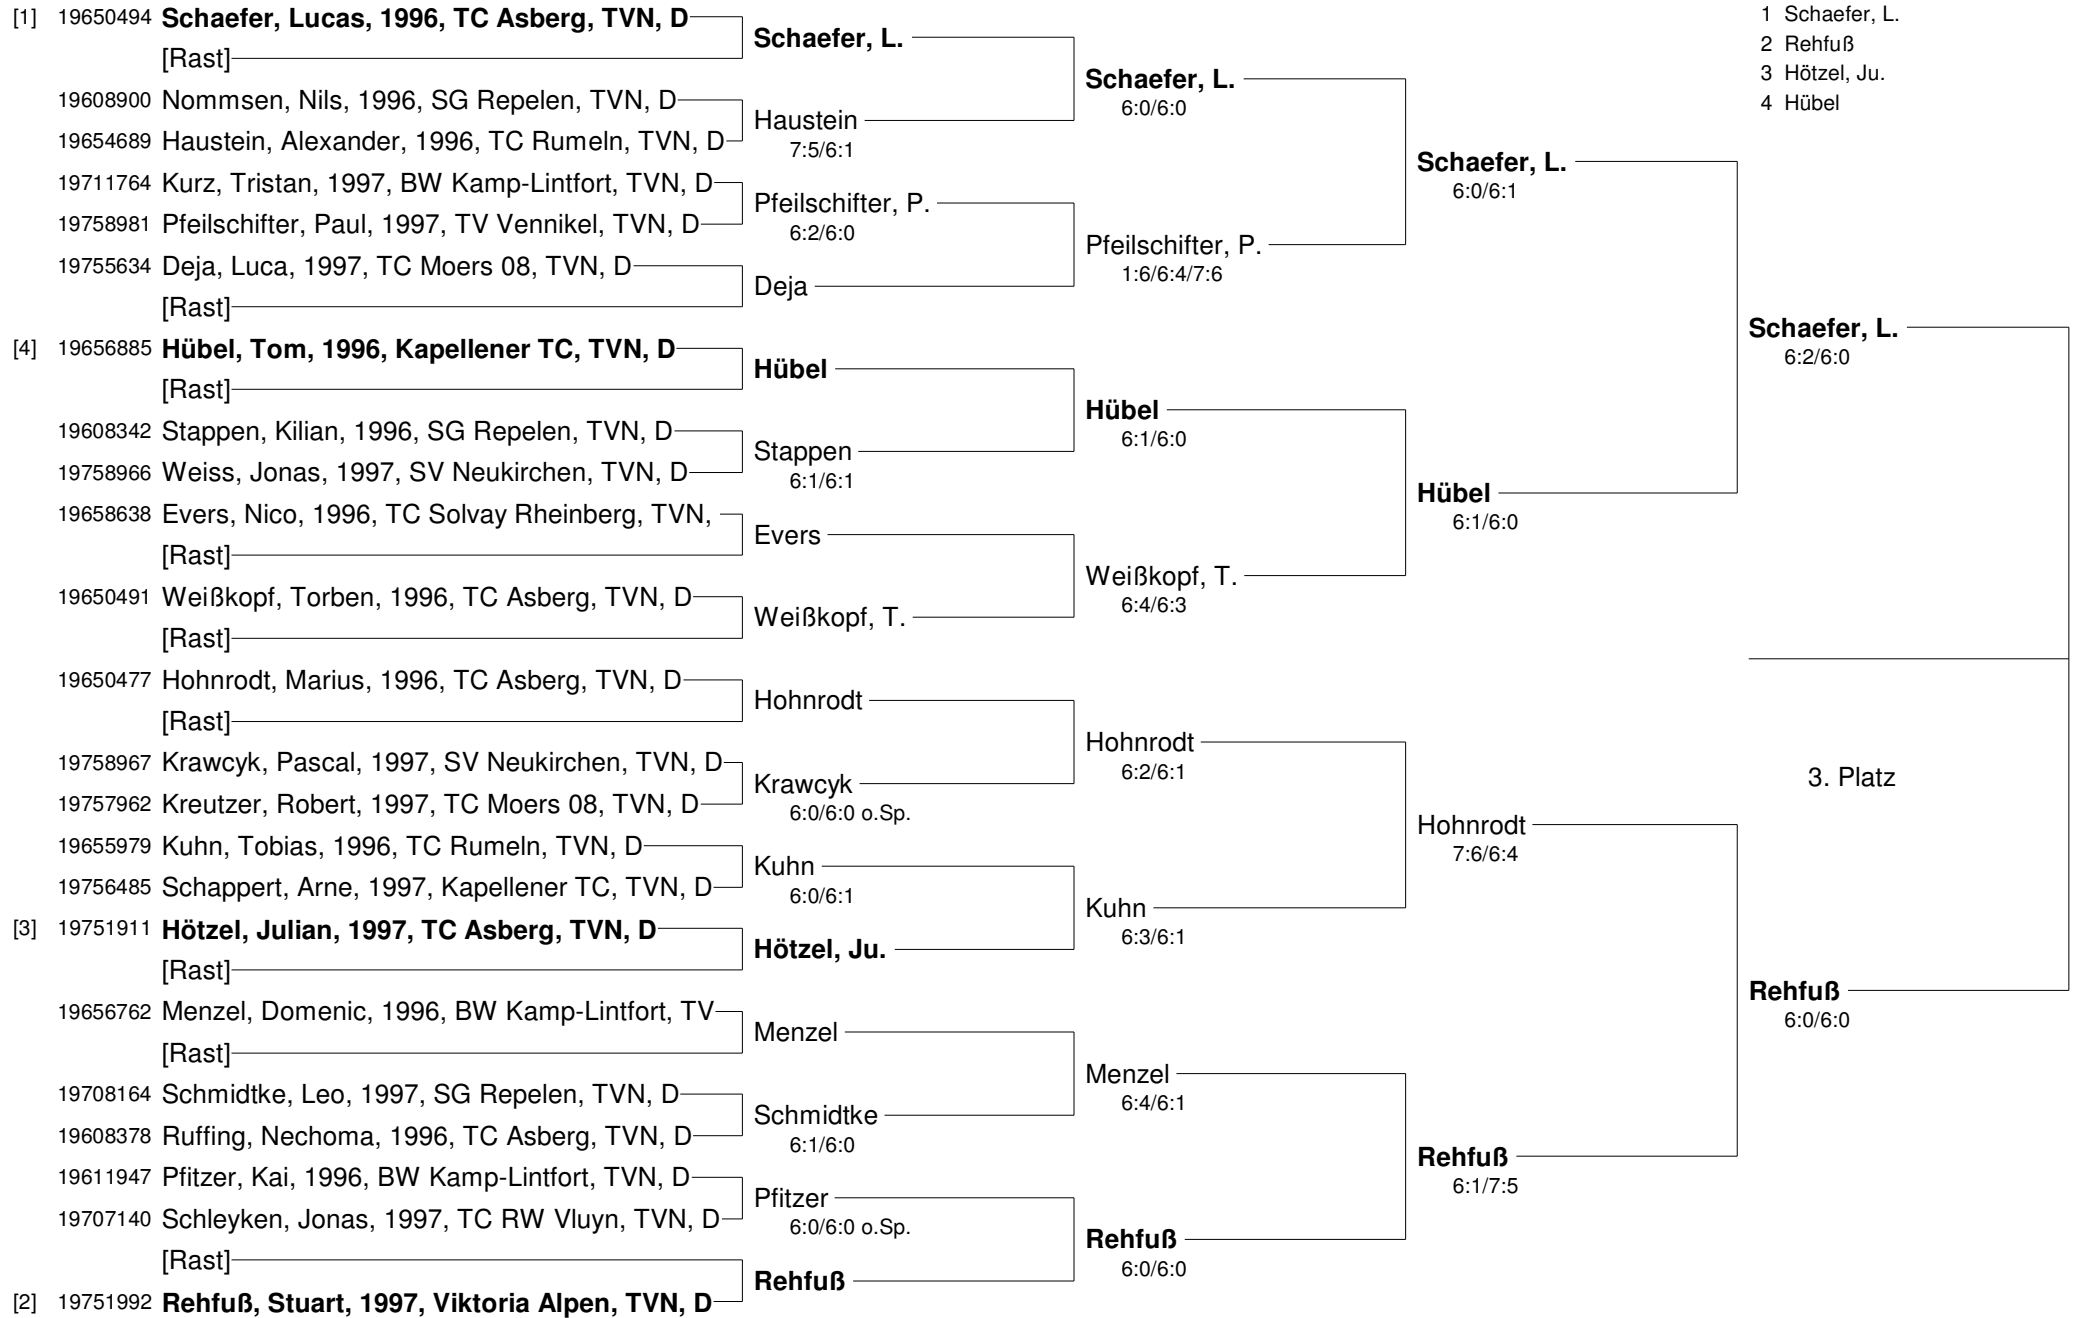 [1] 19650494 Schaefer, Lucas, 1996, TC Asberg, TVN, D
[Rast]
19608900 Nommsen, Nils, 1996, SG Repelen, TVN, D
19654689 Haustein, Alexander, 1996, TC Rumeln, TVN, D
19711764 Kurz, Tristan, 1997, BW Kamp-Lintfort, TVN, D
19758981 Pfeilschifter, Paul, 1997, TV Vennikel, TVN, D
19755634 Deja, Luca, 1997, TC Moers 08, TVN, D
[Rast]
[4] 19656885 Hübel, Tom, 1996, Kapellener TC, TVN, D
[Rast]
19608342 Stappen, Kilian, 1996, SG Repelen, TVN, D
19758966 Weiss, Jonas, 1997, SV Neukirchen, TVN, D
19658638 Evers, Nico, 1996, TC Solvay Rheinberg, TVN,
[Rast]
19650491 Weißkopf, Torben, 1996, TC Asberg, TVN, D
[Rast]
19650477 Hohnrodt, Marius, 1996, TC Asberg, TVN, D
[Rast]
19758967 Krawcyk, Pascal, 1997, SV Neukirchen, TVN, D
19757962 Kreutzer, Robert, 1997, TC Moers 08, TVN, D
19655979 Kuhn, Tobias, 1996, TC Rumeln, TVN, D
19756485 Schappert, Arne, 1997, Kapellener TC, TVN, D
[3] 19751911 Hötzel, Julian, 1997, TC Asberg, TVN, D
[Rast]
19656762 Menzel, Domenic, 1996, BW Kamp-Lintfort, TV
[Rast]
19708164 Schmidtke, Leo, 1997, SG Repelen, TVN, D
19608378 Ruffing, Nechoma, 1996, TC Asberg, TVN, D
19611947 Pfitzer, Kai, 1996, BW Kamp-Lintfort, TVN, D
19707140 Schleyken, Jonas, 1997, TC RW Vluyn, TVN, D
[Rast]
[2] 19751992 Rehfuß, Stuart, 1997, Viktoria Alpen, TVN, D
Schaefer, L.
Haustein
7:5/6:1
Pfeilschifter, P.
6:2/6:0
Deja
Hübel
Stappen
6:1/6:1
Evers
Weißkopf, T.
Hohnrodt
Krawcyk
6:0/6:0 o.Sp.
Kuhn
6:0/6:1
Hötzel, Ju.
Menzel
Schmidtke
6:1/6:0
Pfitzer
6:0/6:0 o.Sp.
Rehfuß
Schaefer, L.
6:0/6:0
Pfeilschifter, P.
1:6/6:4/7:6
Hübel
6:1/6:0
Weißkopf, T.
6:4/6:3
Hohnrodt
6:2/6:1
Kuhn
6:3/6:1
Menzel
6:4/6:1
Rehfuß
6:0/6:0
Schaefer, L.
6:0/6:1
Hübel
6:1/6:0
Hohnrodt
7:6/6:4
Rehfuß
6:1/7:5
1 Schaefer, L.
2 Rehfuß
3 Hötzel, Ju.
4 Hübel
Schaefer, L.
6:2/6:0
3. Platz
Rehfuß
6:0/6:0